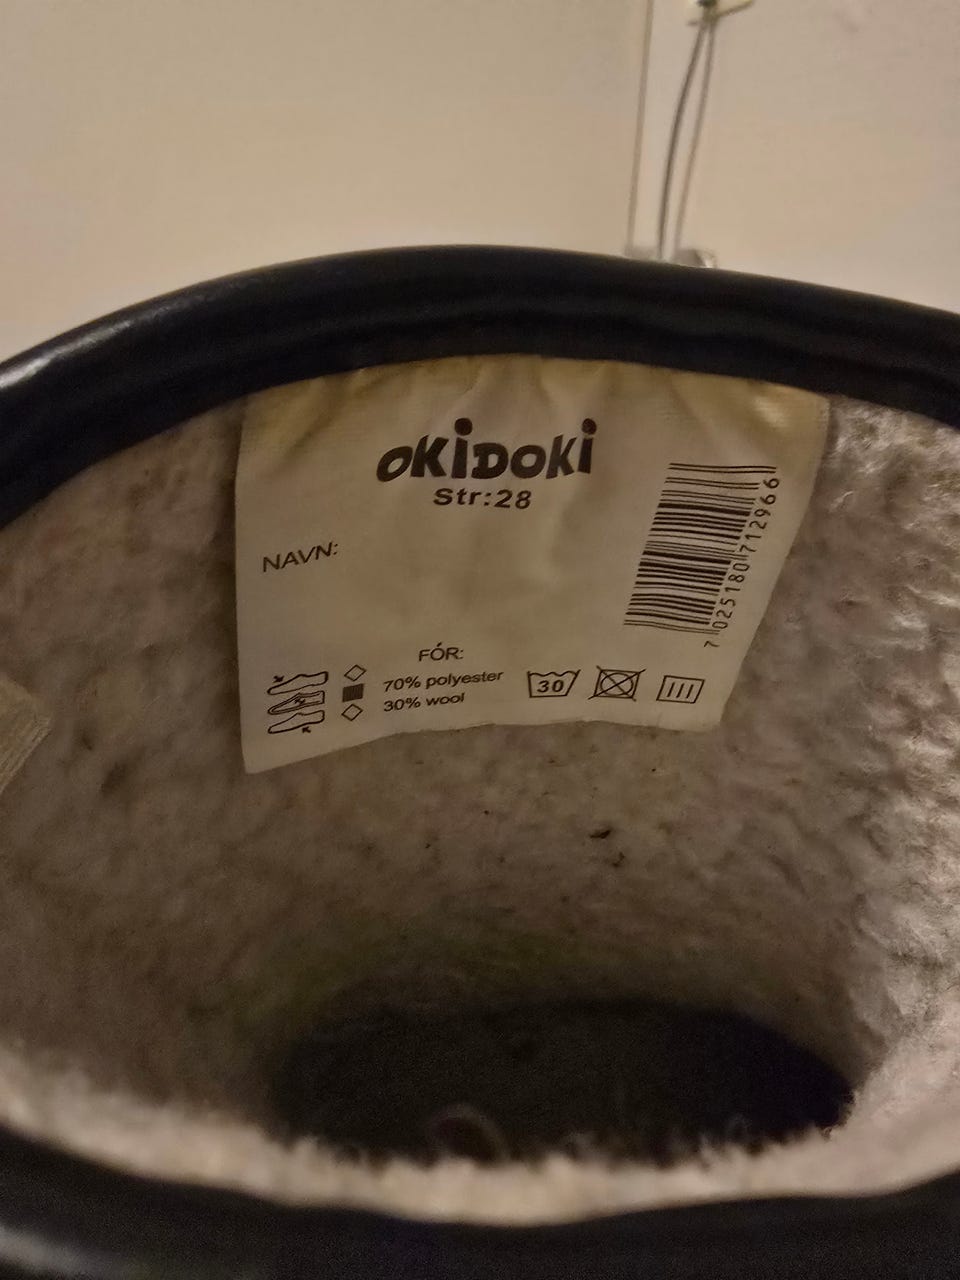 OKiDOKi
Str:28
NAVN:
7 025180 712966
FÓR:
70% polyester
30% wool
30